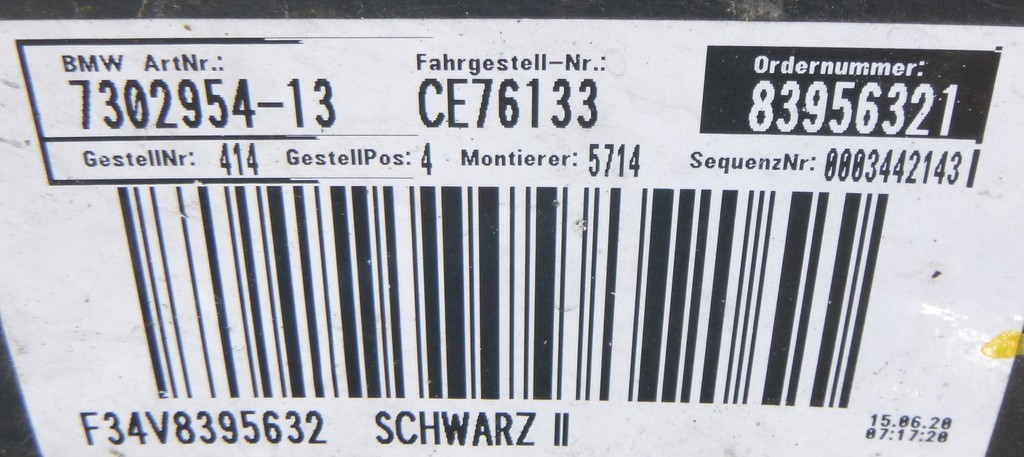 BMW ArtNr.: Fahrgestell-Nr.: Ordernummer:
7302954-13 CE76133 83956321
GestellNr: 414 GestellPos: 4 Montierer: 5714 SequenzNr: 0003442143
F34V8395632 SCHWARZ II 15.06.20
07:17:20